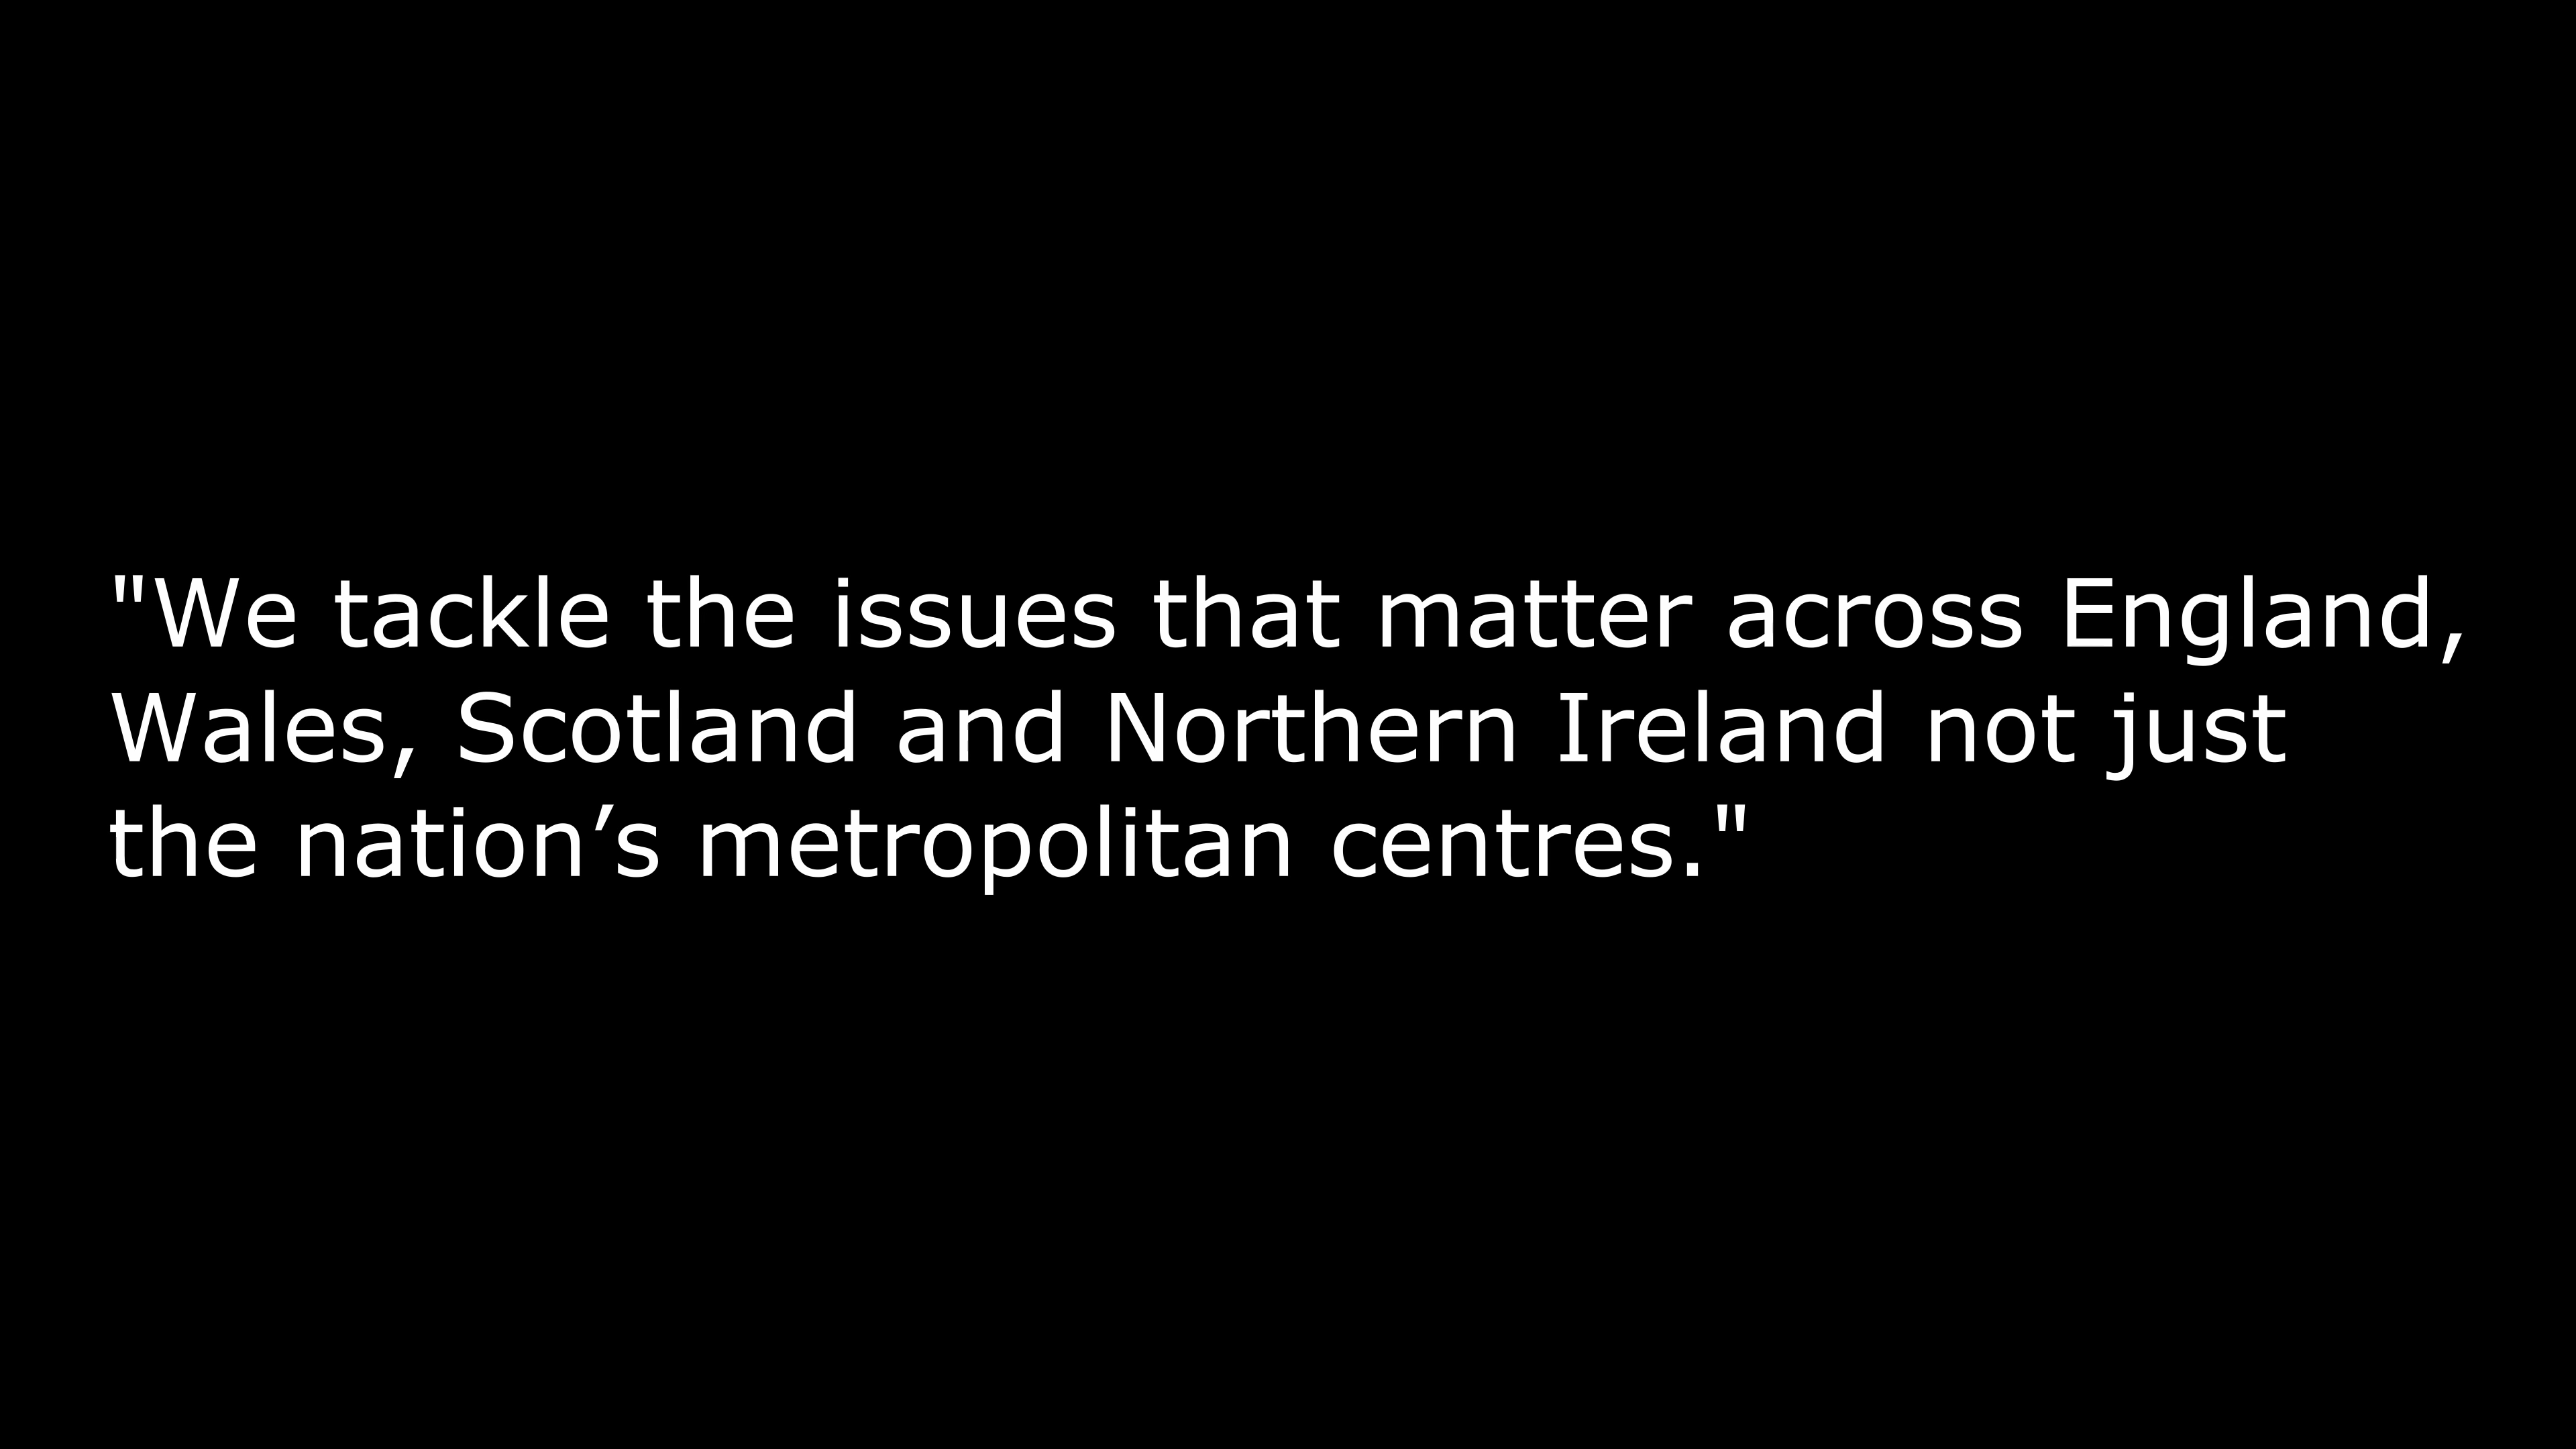 "We tackle the issues that matter across England,
Wales, Scotland and Northern Ireland not just
the nation’s metropolitan centres."